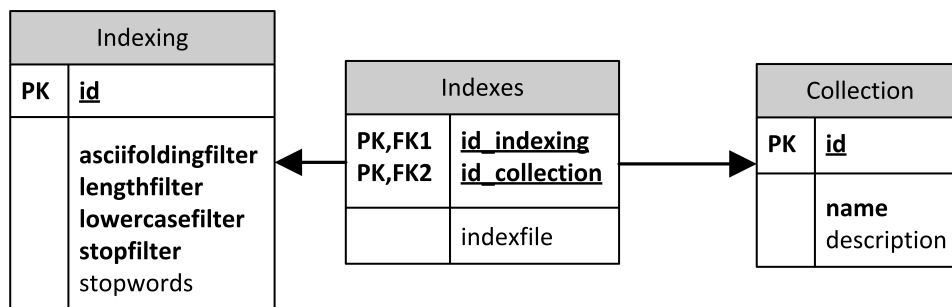 Indexing
PK id
asciifoldingfilter
lengthfilter
lowercasefilter
stopfilter
stopwords
Indexes
PK,FK1 id_indexing
PK,FK2 id_collection
indexfile
Collection
PK id
name
description